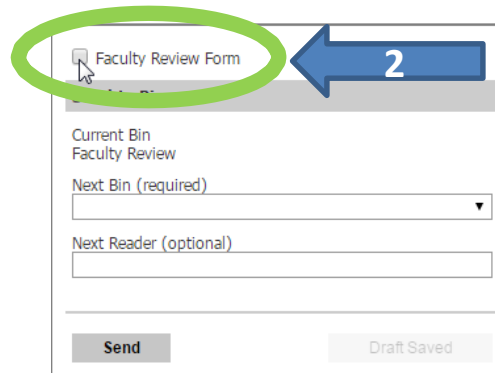 Faculty Review Form
2
Current Bin
Faculty Review
Next Bin (required)
Next Reader (optional)
Send
Draft Saved